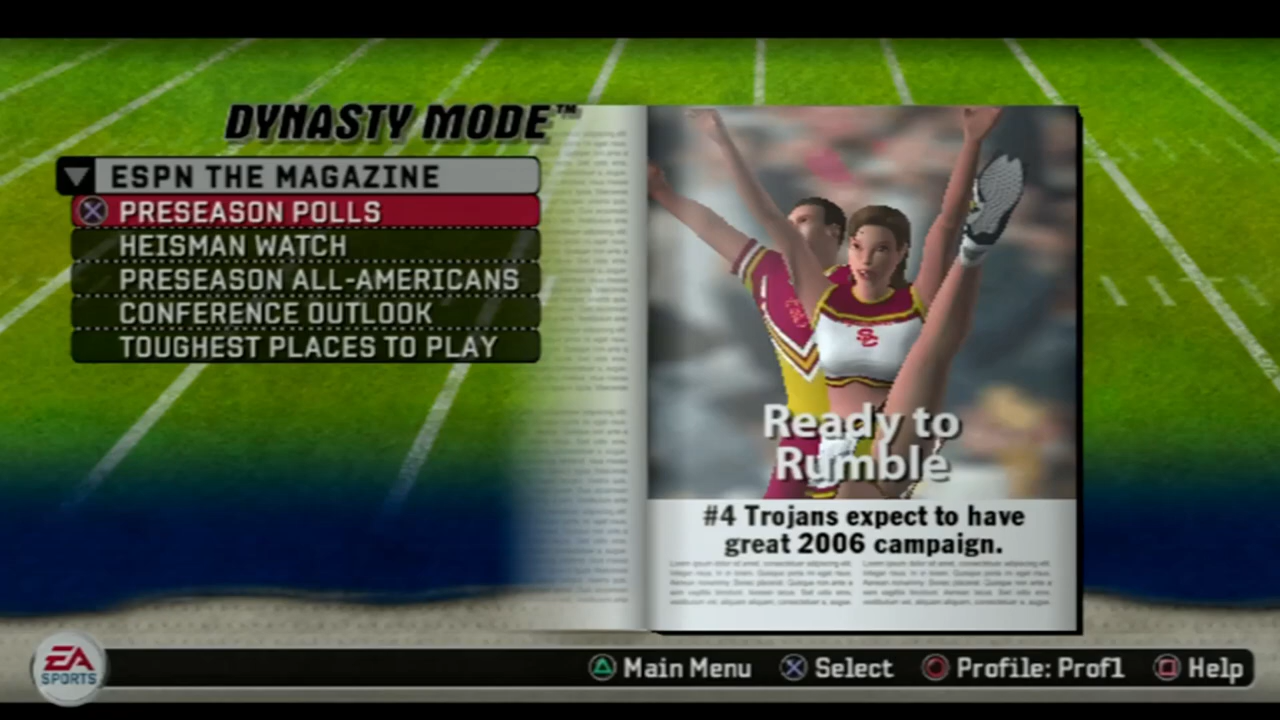 DYNASTY MODE™
ESPN THE MAGAZINE
PRESEASON POLLS
HEISMAN WATCH
PRESEASON ALL-AMERICANS
CONFERENCE OUTLOOK
TOUGHEST PLACES TO PLAY
SC
Ready to
Rumble
#4 Trojans expect to have
great 2006 campaign.
EA
SPORTS
Main Menu
Select
Profile: Prof1
Help